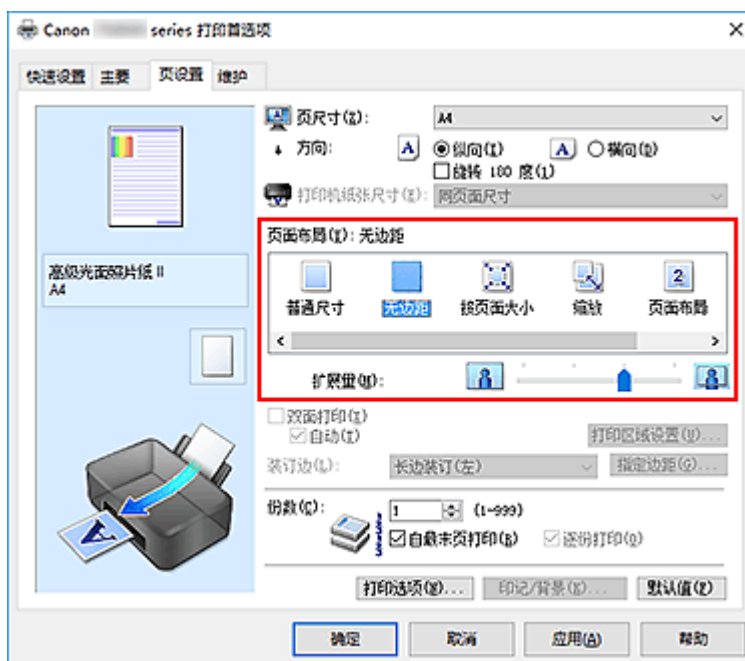 Canon series 打印首选项
快速设置 主要 页设置 维护
页尺寸(Z): A4
方向: A 纵向(I) A 横向(D)
旋转 180 度(1)
打印机纸张尺寸(E): 同页面尺寸
页面布局(T): 无边距
普通尺寸 无边距 按页面大小 缩放 页面布局
扩展量(U):
双面打印(X)
自动(T)
打印区域设置(U)...
装订边(L): 长边装订(左) 指定边距(G)...
份数(C): 1 (1-999)
自最末页打印(B) 逐份打印(O)
打印选项(N)... 印记/背景(K)... 默认值(F)
高级光面照片纸 II
A4
确定 取消 应用(A) 帮助